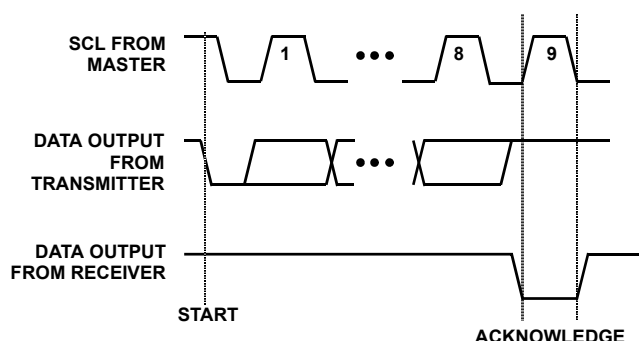 SCL FROM
MASTER
1
8
9
DATA OUTPUT
FROM
TRANSMITTER
DATA OUTPUT
FROM RECEIVER
START
ACKNOWLEDGE